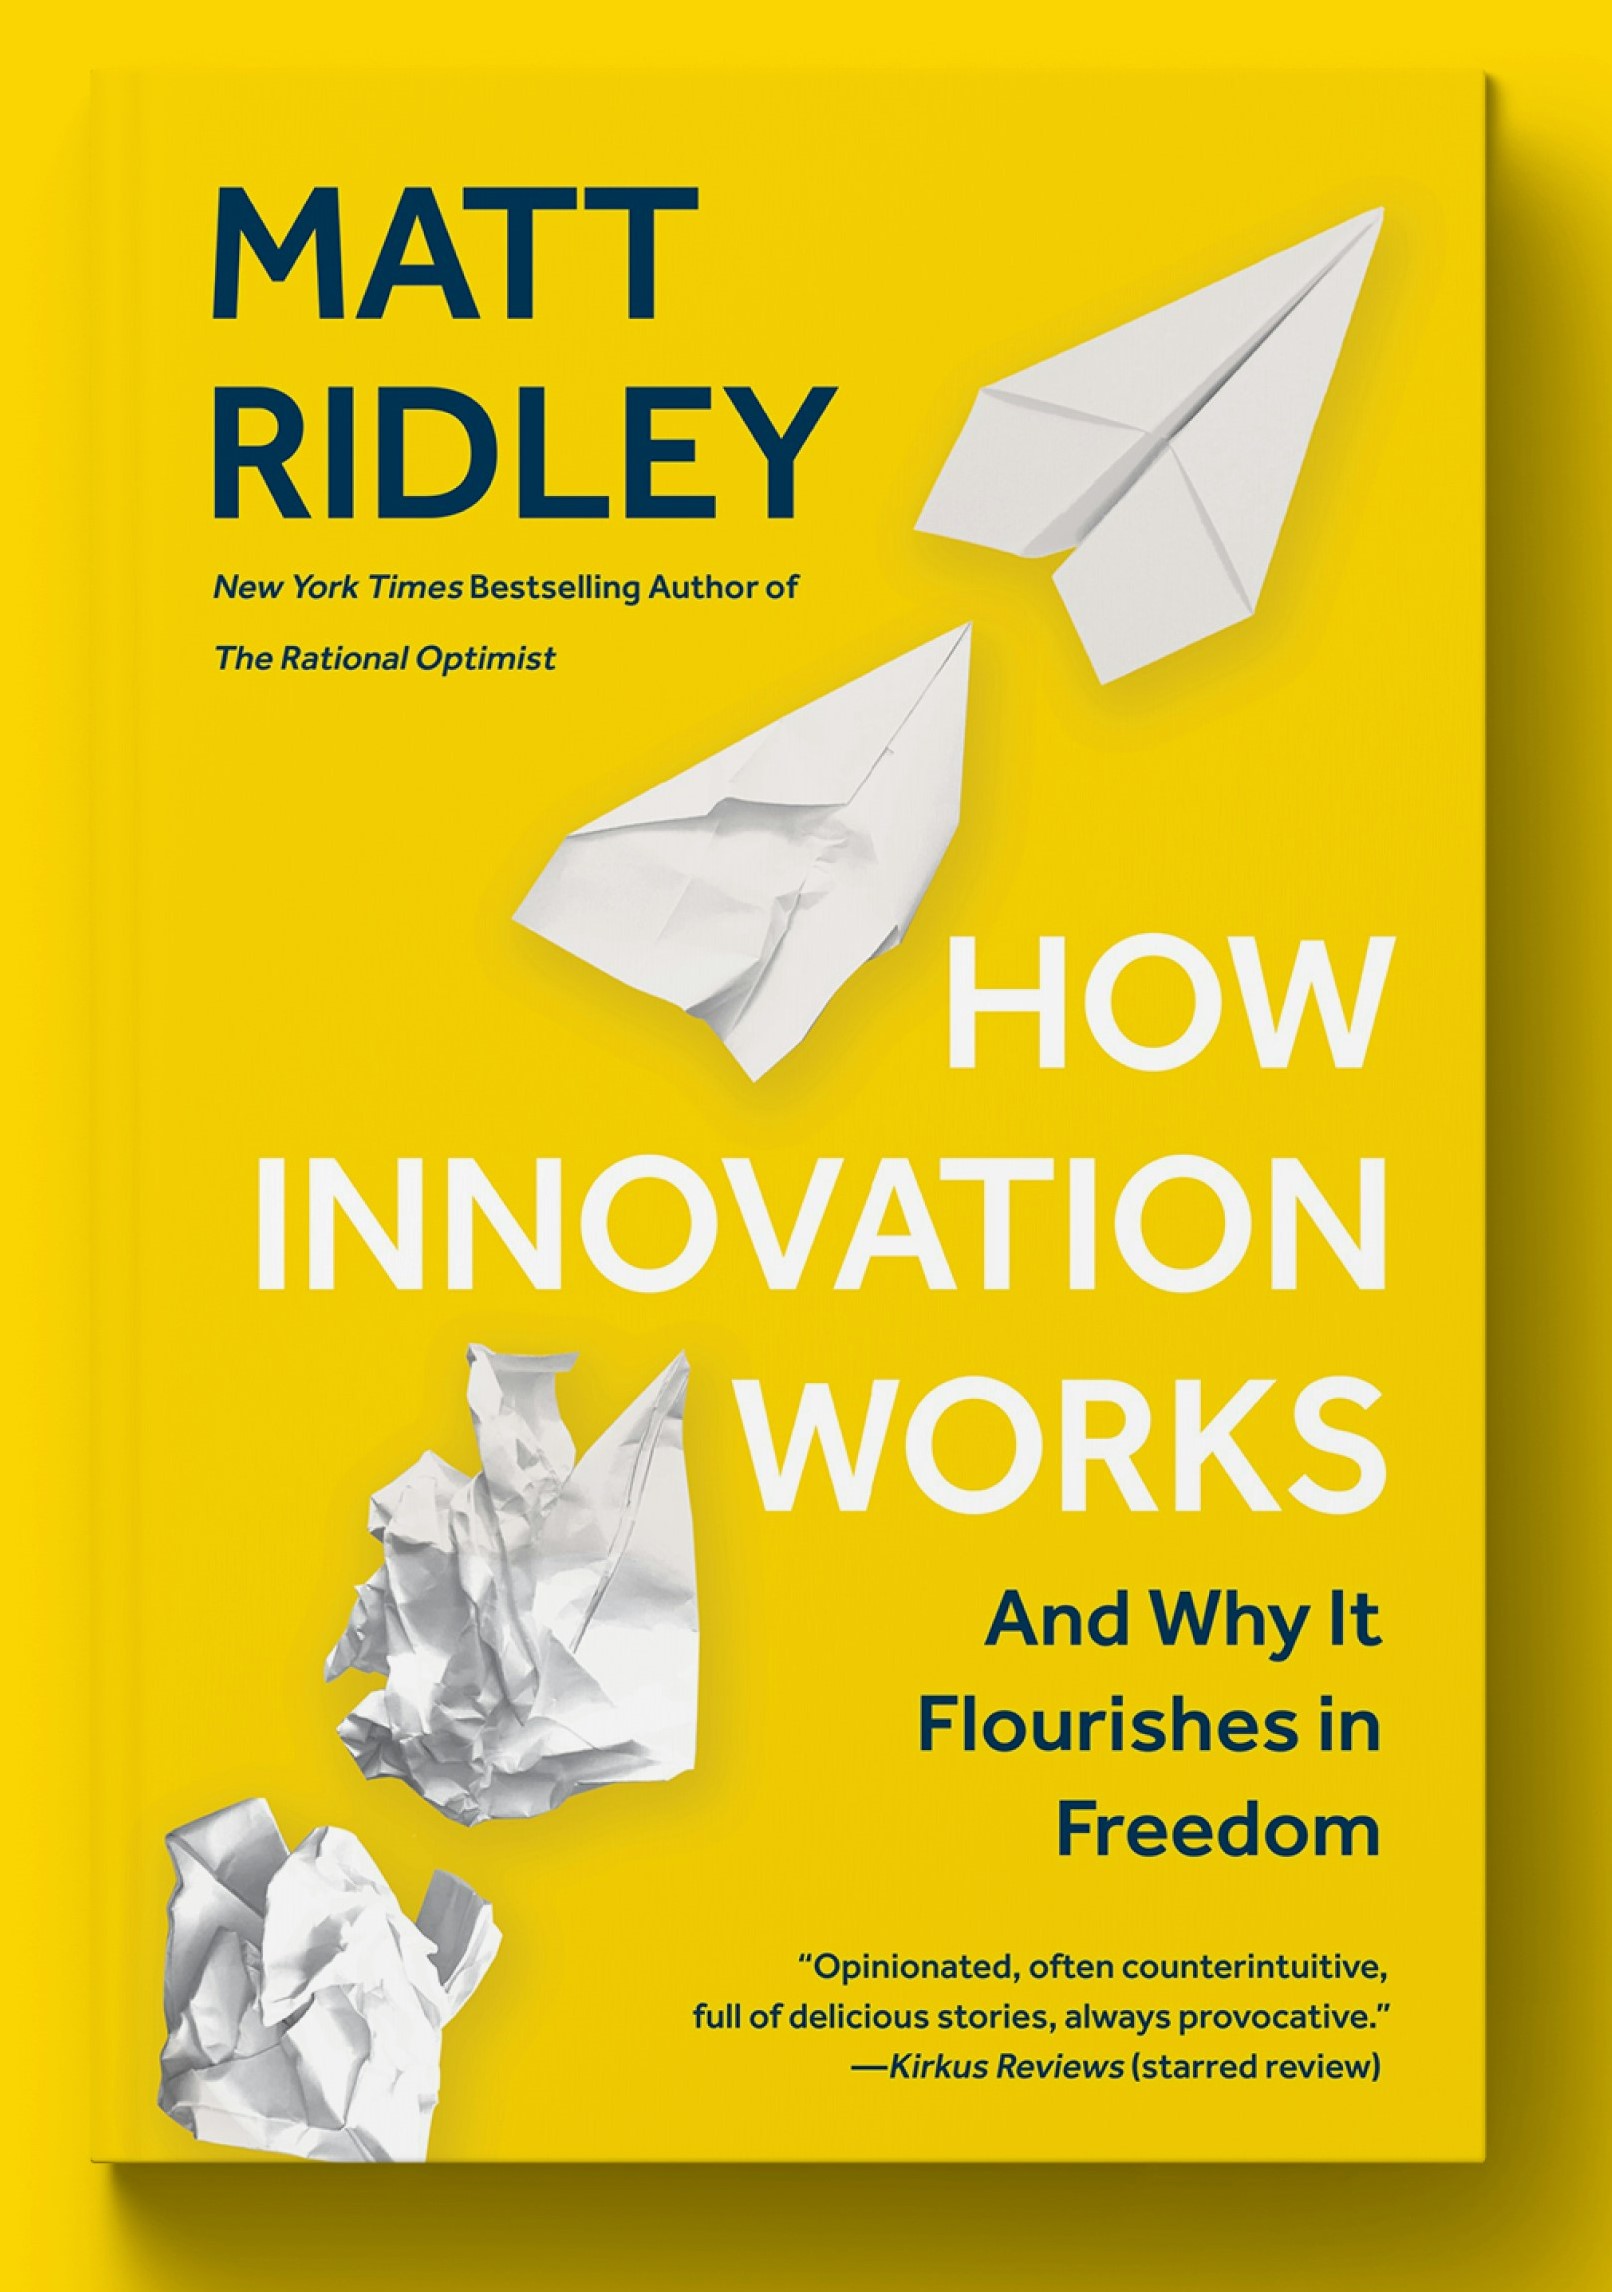 MATT
RIDLEY
New York Times Bestselling Author of
The Rational Optimist
HOW
INNOVATION
WORKS
And Why It
Flourishes in
Freedom
“Opinionated, often counterintuitive,
full of delicious stories, always provocative.”
—Kirkus Reviews (starred review)